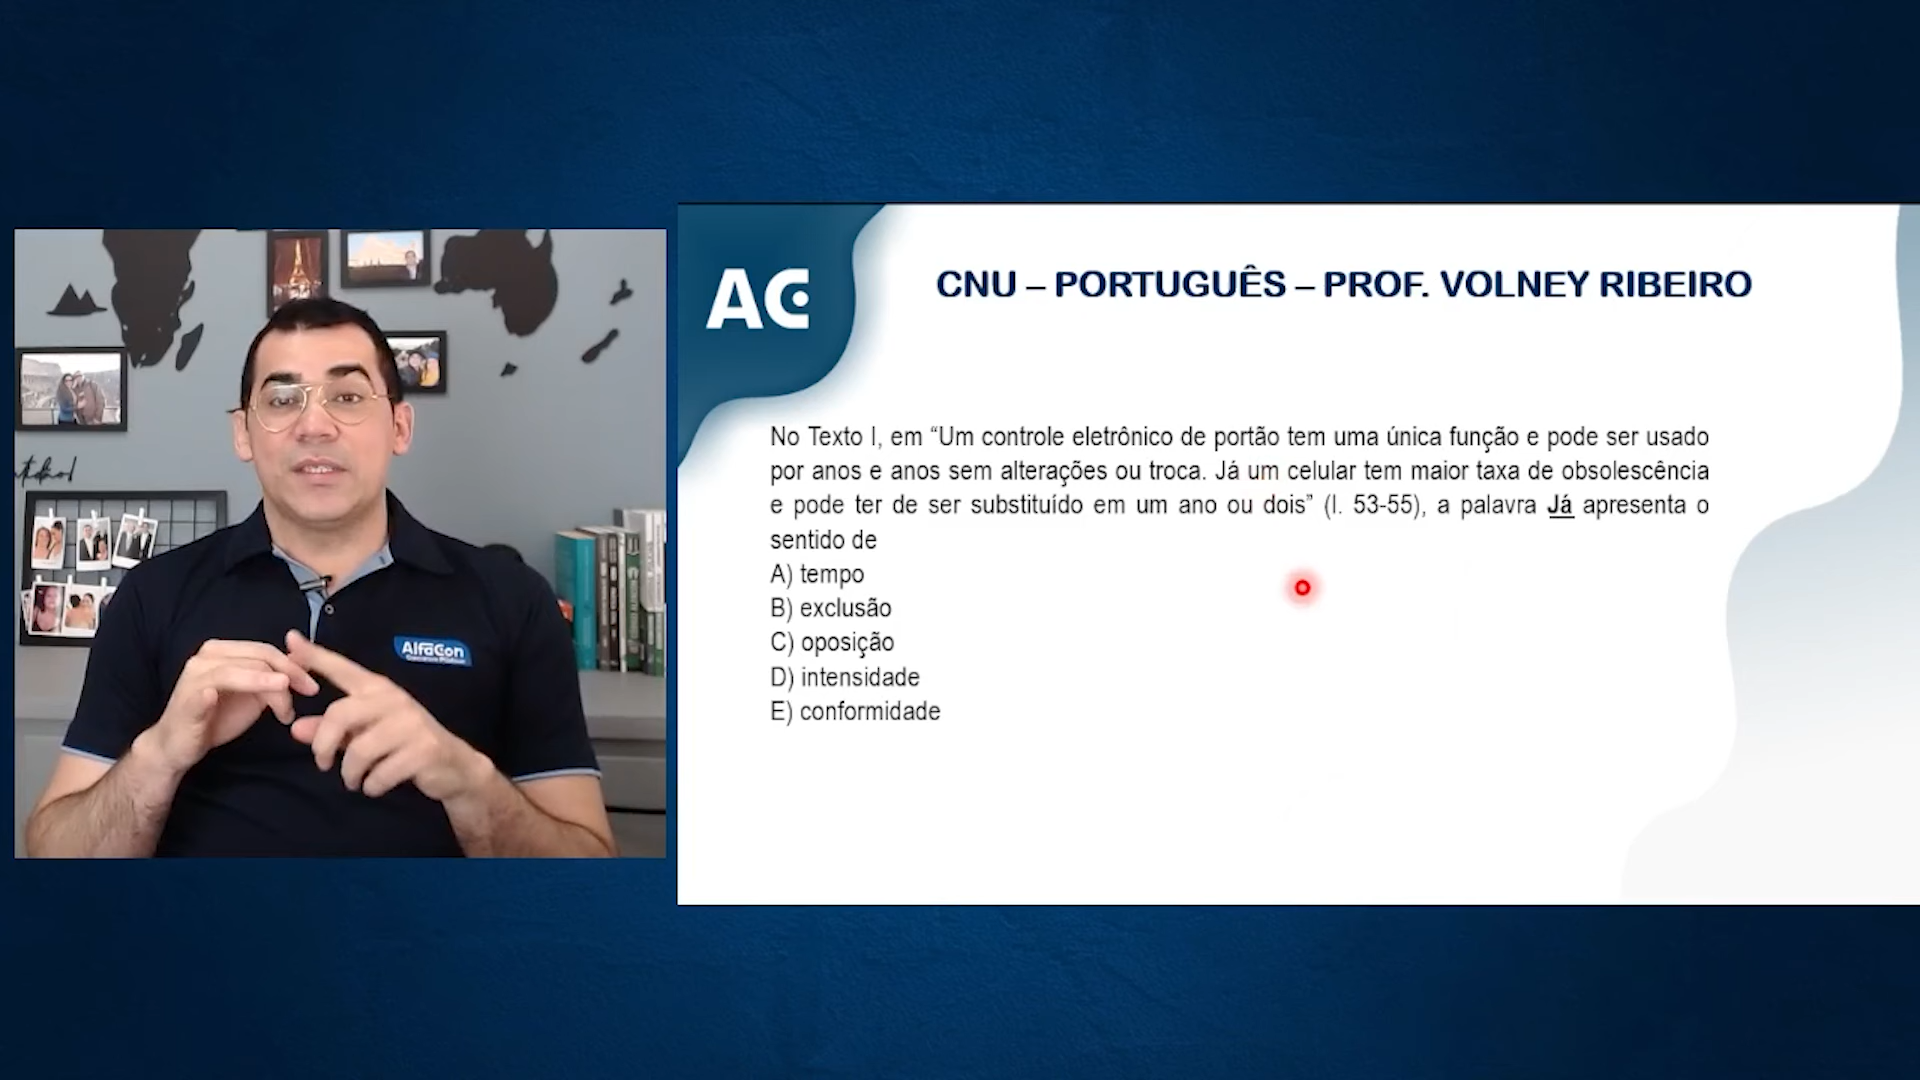 AC
CNU – PORTUGUÊS – PROF. VOLNEY RIBEIRO
No Texto I, em “Um controle eletrônico de portão tem uma única função e pode ser usado
por anos e anos sem alterações ou troca. Já um celular tem maior taxa de obsolescência
e pode ter de ser substituído em um ano ou dois” (l. 53-55), a palavra Já apresenta o
sentido de
A) tempo
B) exclusão
C) oposição
D) intensidade
E) conformidade
AlfaCon
Concursos Públicos